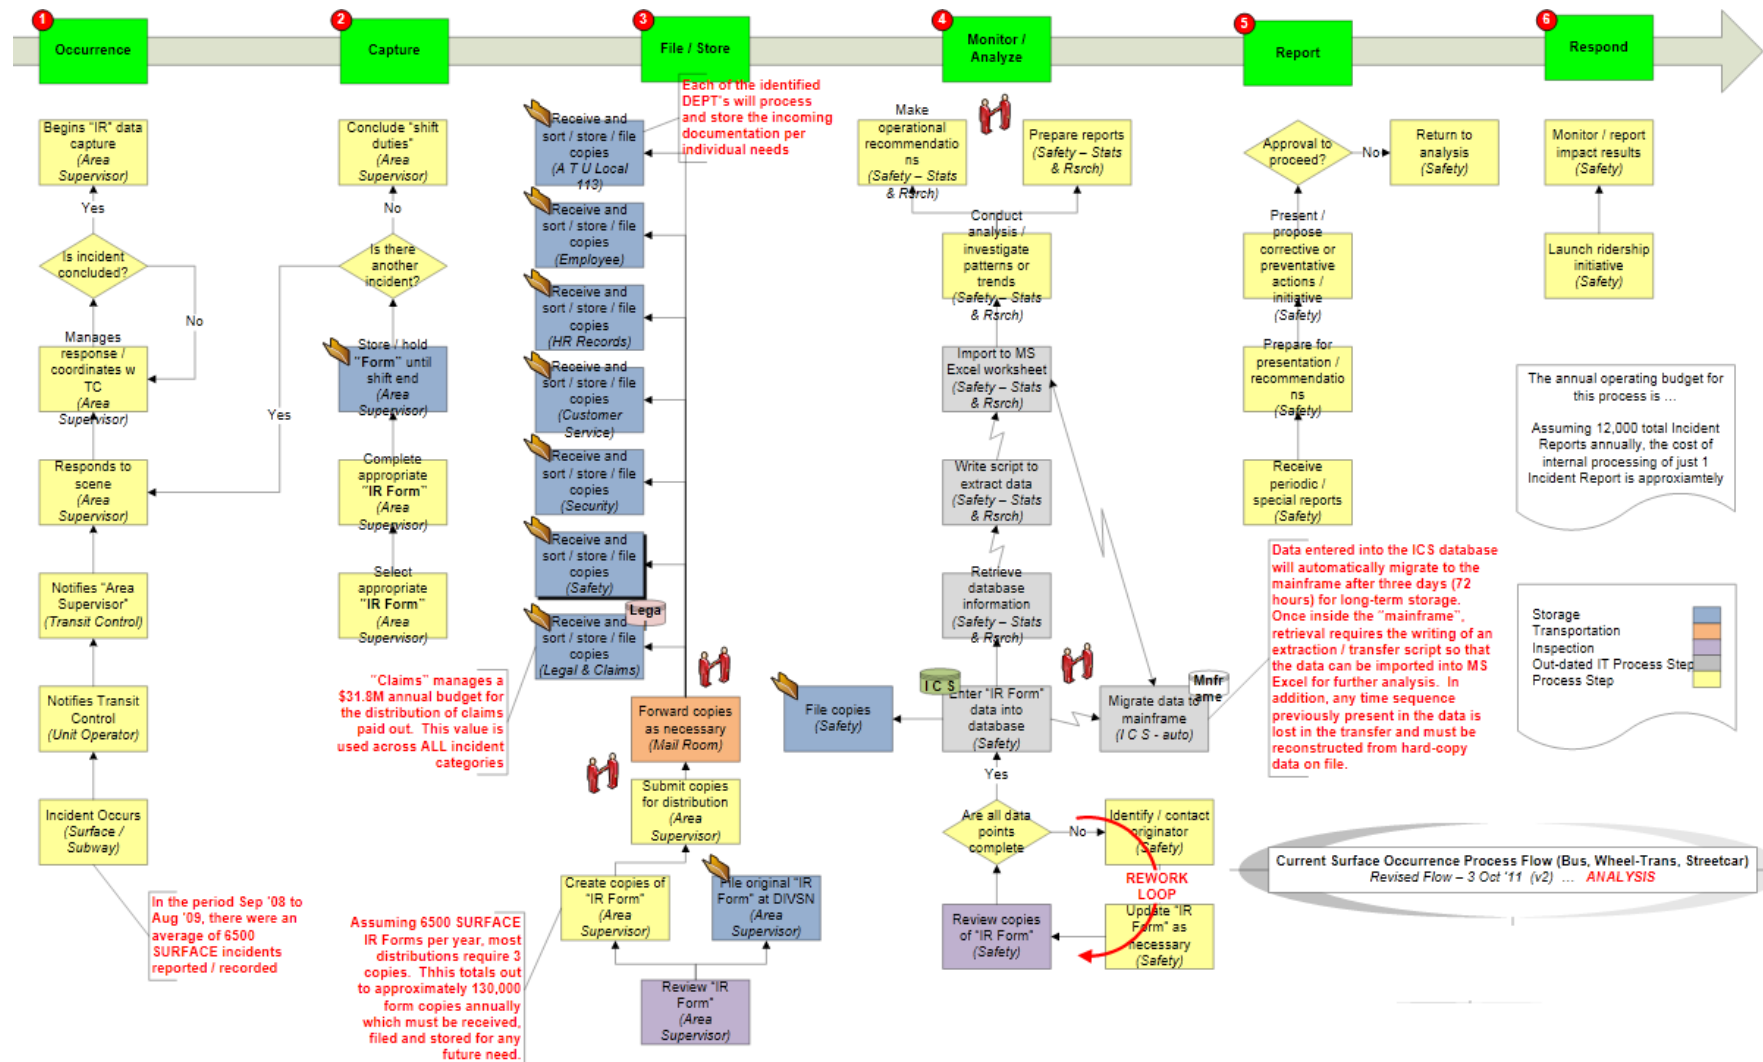 1
Occurrence
2
Capture
3
File / Store
4
Monitor /
Analyze
5
Report
6
Respond
Begins "IR" data
capture
(Area
Supervisor)
Yes
Is incident
concluded?
No
Manages
response /
coordinates w
TC
(Area
Supervisor)
Responds to
scene
(Area
Supervisor)
Notifies "Area
Supervisor"
(Transit Control)
Notifies Transit
Control
(Unit Operator)
Incident Occurs
(Surface /
Subway)
In the period Sep '08 to
Aug '09, there were an
average of 6500
SURFACE incidents
reported / recorded
Conclude "shift
duties"
(Area
Supervisor)
No
Is there
another
incident?
Yes
Store / hold
"Form" until
shift end
(Area
Supervisor)
Complete
appropriate
"IR Form"
(Area
Supervisor)
Select
appropriate
"IR Form"
(Area
Supervisor)
Each of the identified
DEPT's will process
and store the incoming
documentation per
individual needs
Receive and
sort / store / file
copies
(A T U Local
113)
Receive and
sort / store / file
copies
(Employee)
Receive and
sort / store / file
copies
(HR Records)
Receive and
sort / store / file
copies
(Customer
Service)
Receive and
sort / store / file
copies
(Security)
Receive and
sort / store / file
copies
(Safety)
Lega
l
Receive and
sort / store / file
copies
(Legal & Claims)
"Claims" manages a
$31.8M annual budget for
the distribution of claims
paid out. This value is
used across ALL incident
categories
Forward copies
as necessary
(Mail Room)
Submit copies
for distribution
(Area
Supervisor)
Create copies of
"IR Form"
(Area
Supervisor)
File original "IR
Form" at DIVSN
(Area
Supervisor)
Review "IR
Form"
(Area
Supervisor)
Assuming 6500 SURFACE
IR Forms per year, most
distributions require 3
copies. Thhis totals out
to approximately 130,000
form copies annually
which must be received,
filed and stored for any
future need.
Make
operational
recommendatio
ns
(Safety – Stats
& Rsrch)
Prepare reports
(Safety – Stats
& Rsrch)
Conduct
analysis /
investigate
patterns or
trends
(Safety – Stats
& Rsrch)
Import to MS
Excel worksheet
(Safety – Stats
& Rsrch)
Write script to
extract data
(Safety – Stats
& Rsrch)
Retrieve
database
information
(Safety – Stats
& Rsrch)
I C S
Enter "IR Form"
data into
database
(Safety)
File copies
(Safety)
Mnfr
ame
Migrate data to
mainframe
(I C S - auto)
Yes
Are all data
points
complete
No
Identify / contact
originator
(Safety)
REWORK
LOOP
Update "IR
Form" as
necessary
(Safety)
Review copies
of "IR Form"
(Safety)
Approval to
proceed?
No
Return to
analysis
(Safety)
Present /
propose
corrective or
preventative
actions /
initiative
(Safety)
Prepare for
presentation /
recommendatio
ns
(Safety)
Receive
periodic /
special reports
(Safety)
Data entered into the ICS database
will automatically migrate to the
mainframe after three days (72
hours) for long-term storage.
Once inside the "mainframe",
retrieval requires the writing of an
extraction / transfer script so that
the data can be imported into MS
Excel for further analysis. In
addition, any time sequence
previously present in the data is
lost in the transfer and must be
reconstructed from hard-copy
data on file.
Monitor / report
impact results
(Safety)
Launch ridership
initiative
(Safety)
The annual operating budget for
this process is ...
Assuming 12,000 total Incident
Reports annually, the cost of
internal processing of just 1
Incident Report is approxiamtely
Storage
Transportation
Inspection
Out-dated IT Process Step
Process Step
Current Surface Occurrence Process Flow (Bus, Wheel-Trans, Streetcar)
Revised Flow – 3 Oct '11 (v2) ... ANALYSIS